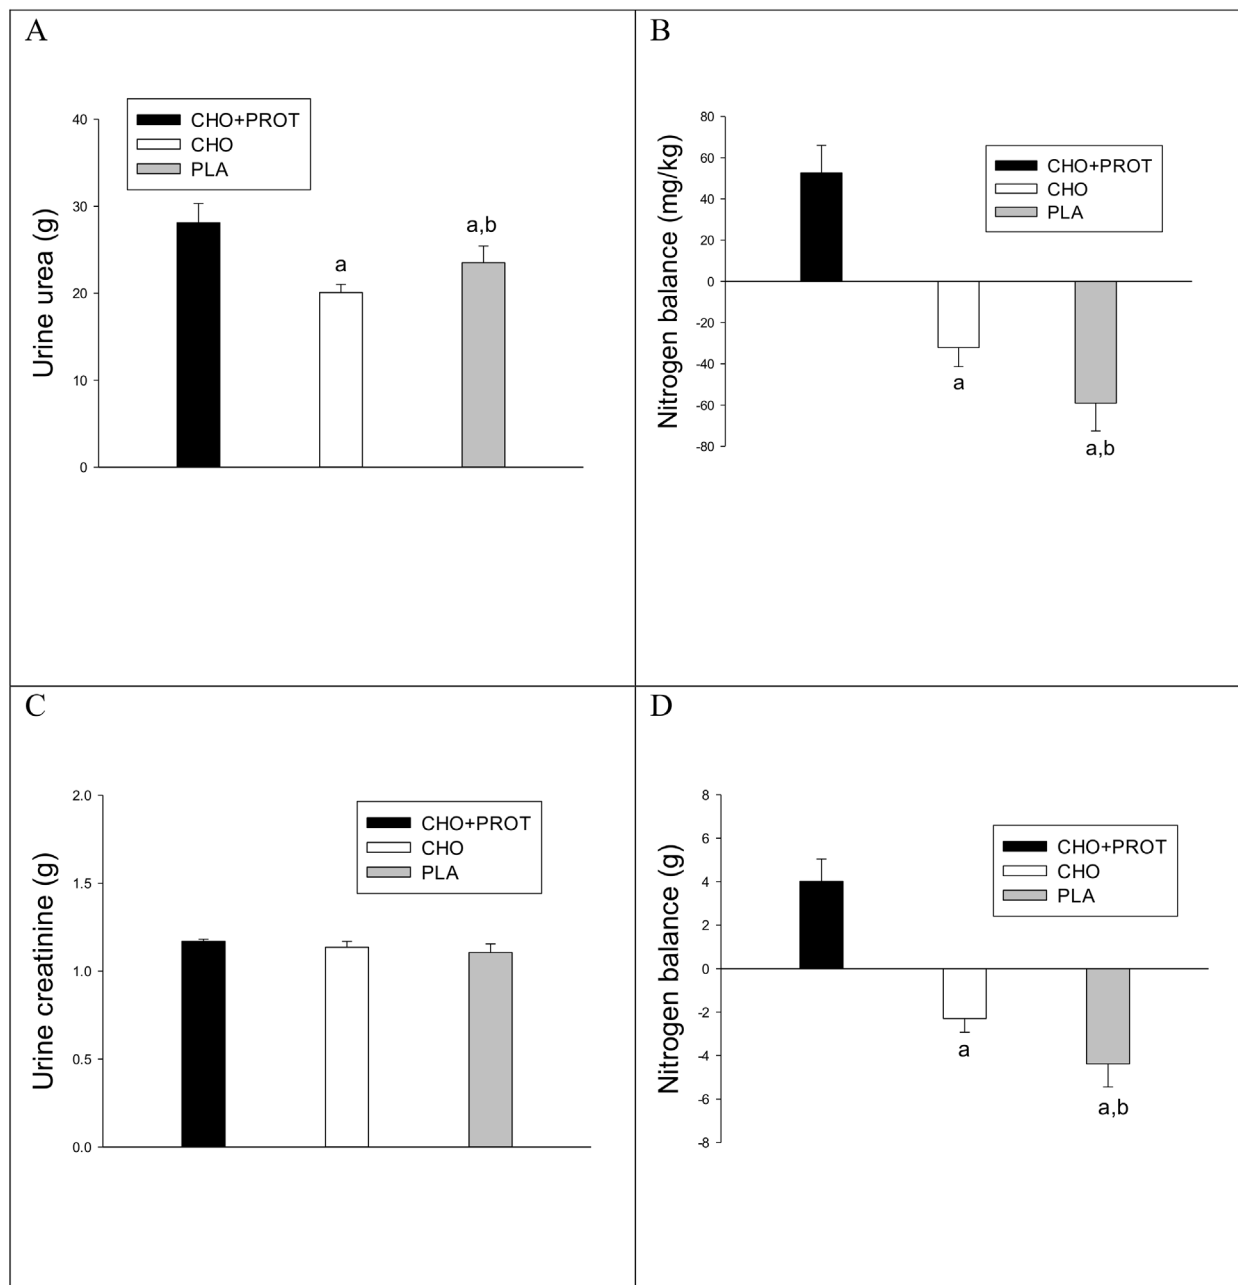 A
CHO+PROT
CHO
PLA
40
30
20
10
0
Urine urea (g)
a
a,b
B
CHO+PROT
CHO
PLA
80
60
40
20
0
-20
-40
-60
-80
Nitrogen balance (mg/kg)
a
a,b
C
CHO+PROT
CHO
PLA
2.0
1.5
1.0
0.5
0.0
Urine creatinine (g)
D
CHO+PROT
CHO
PLA
8
6
4
2
0
-2
-4
-6
-8
Nitrogen balance (g)
a
a,b